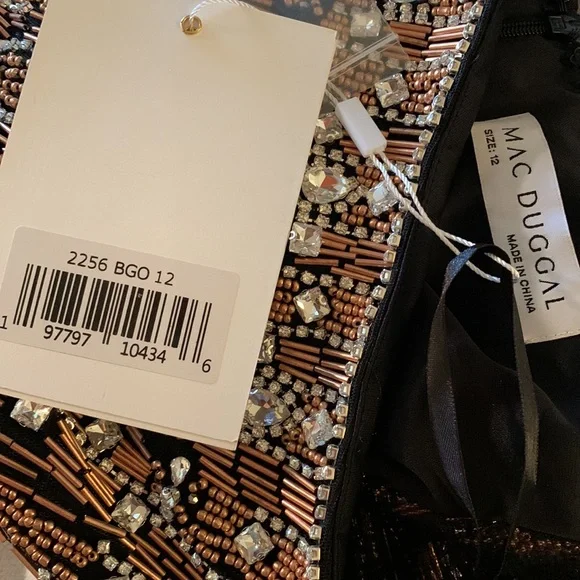 2256 BGO 12
1 97797 10434 6
MAC DUGGAL
SIZE: 12
MADE IN CHINA